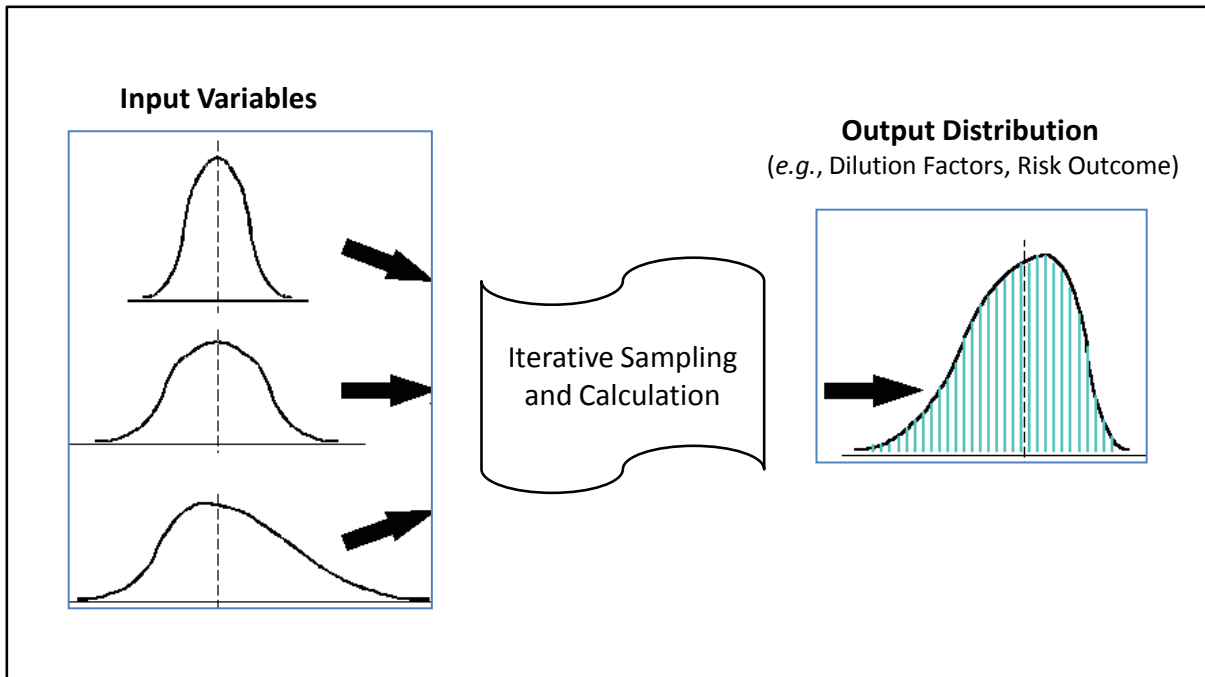 Input Variables
Output Distribution
(e.g., Dilution Factors, Risk Outcome)
Iterative Sampling
and Calculation